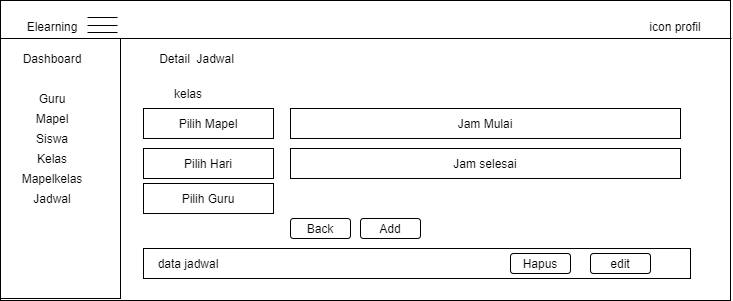 Elearning
icon profil
Dashboard
Guru
Mapel
Siswa
Kelas
Mapelkelas
Jadwal
Detail Jadwal
kelas
Pilih Mapel
Jam Mulai
Pilih Hari
Jam selesai
Pilih Guru
Back
Add
data jadwal
Hapus
edit